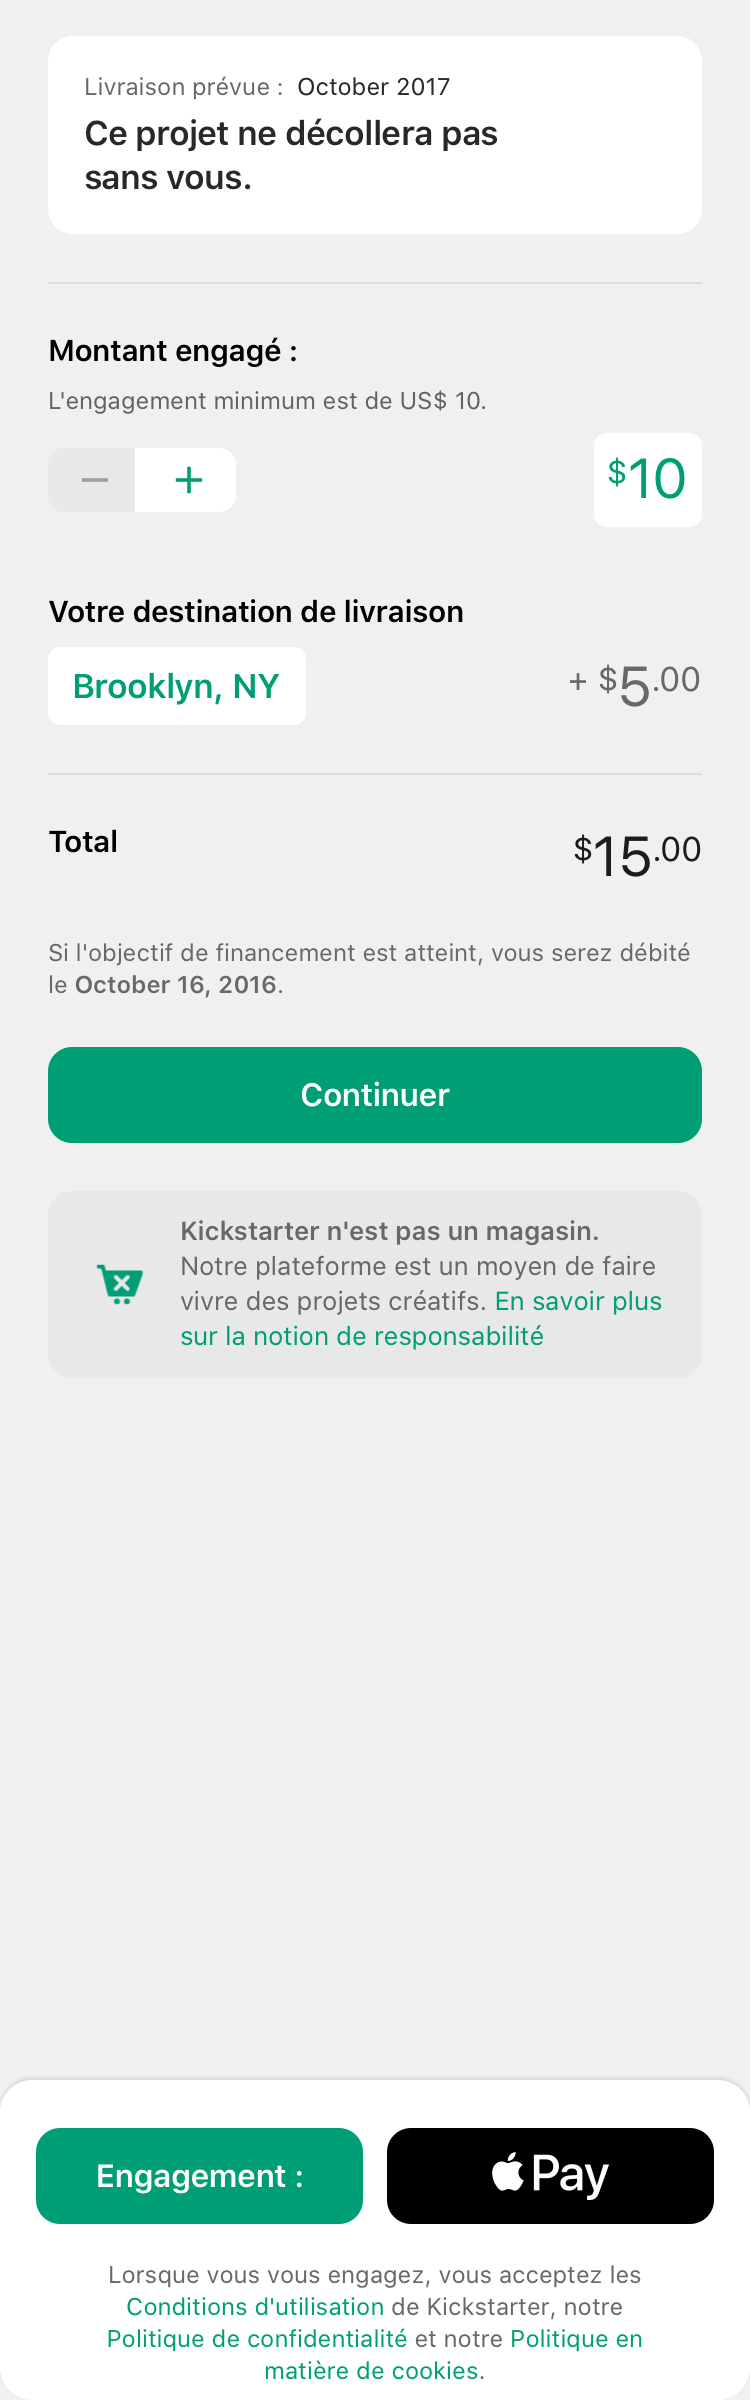 Livraison prévue : October 2017
Ce projet ne décollera pas
sans vous.
Montant engagé :
L'engagement minimum est de US$ 10.
− + $10
Votre destination de livraison
Brooklyn, NY + $5.00
Total $15.00
Si l'objectif de financement est atteint, vous serez débité
le October 16, 2016.
Continuer
Kickstarter n'est pas un magasin.
Notre plateforme est un moyen de faire
vivre des projets créatifs. En savoir plus
sur la notion de responsabilité
Engagement : Pay
Lorsque vous vous engagez, vous acceptez les
Conditions d'utilisation de Kickstarter, notre
Politique de confidentialité et notre Politique en
matière de cookies.